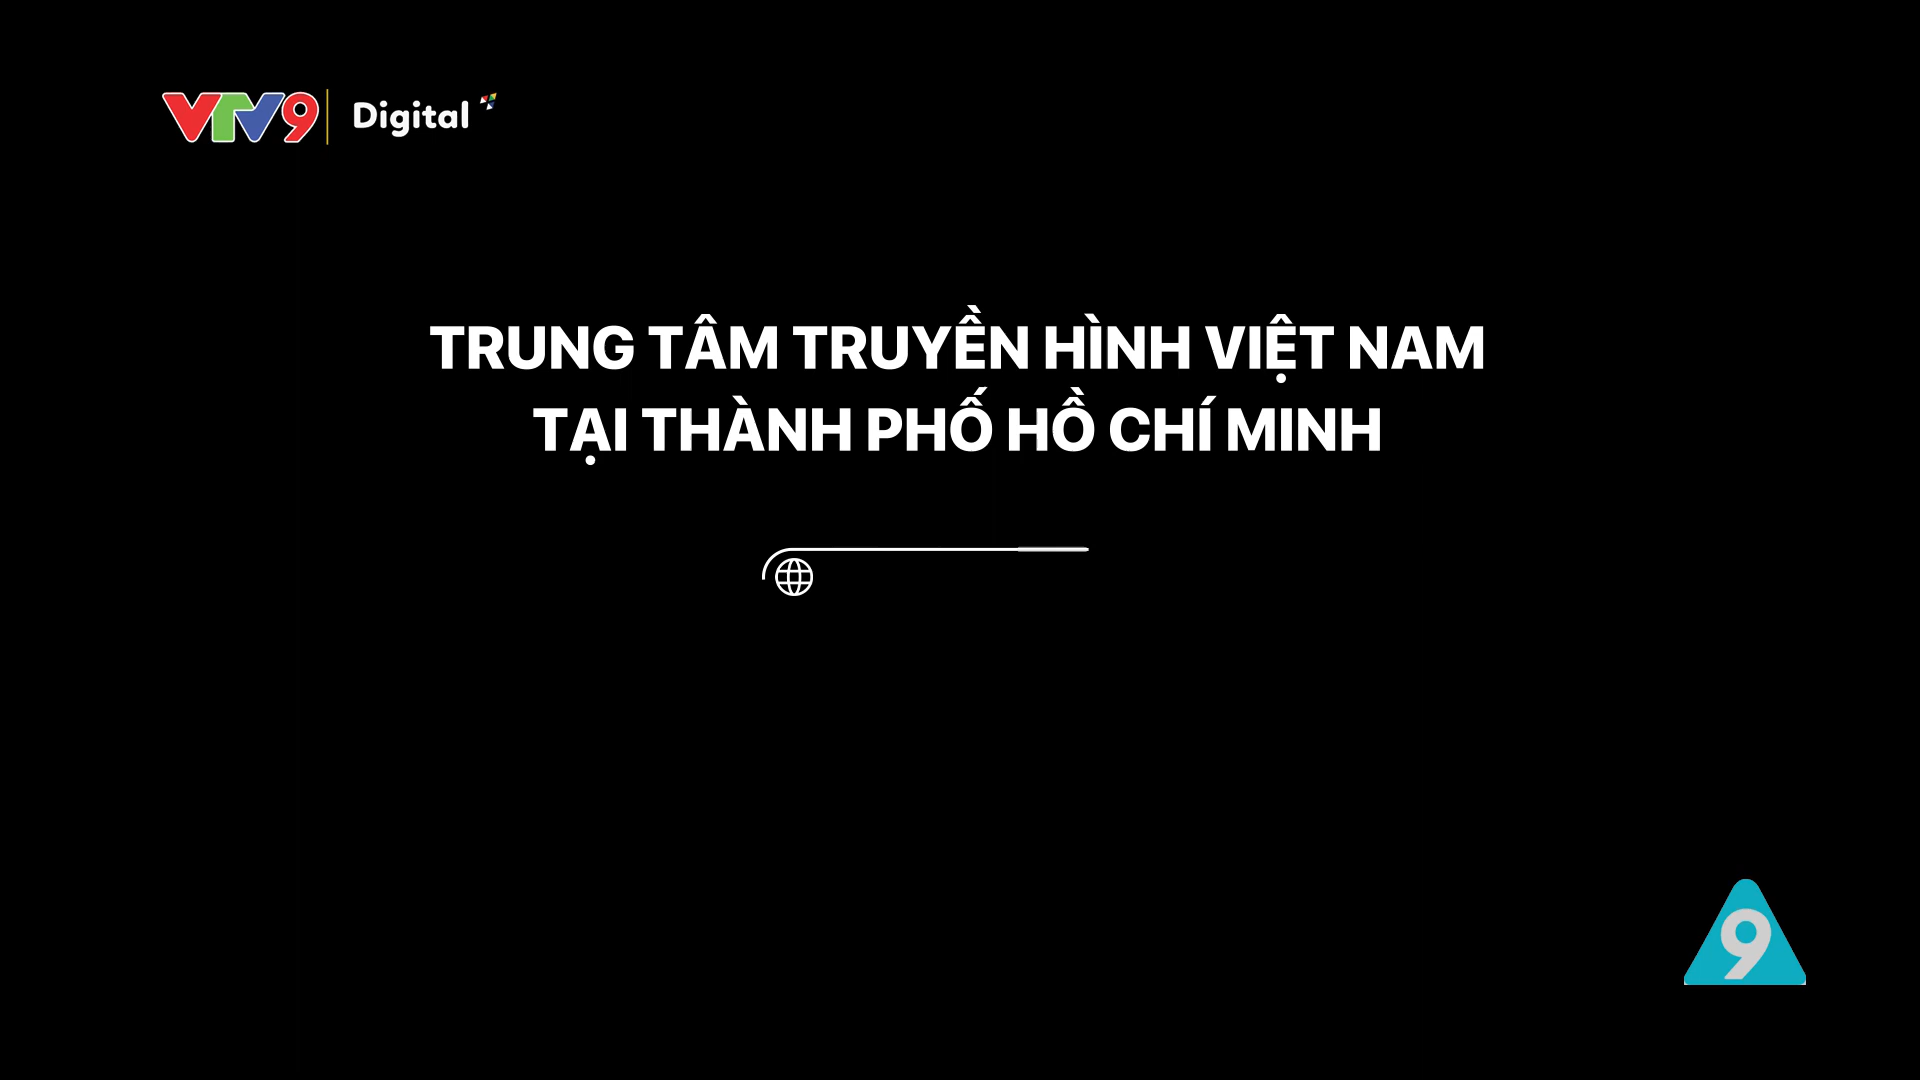 VTV9
Digital
TRUNG TÂM TRUYỀN HÌNH VIỆT NAM
TẠI THÀNH PHỐ HỒ CHÍ MINH
9